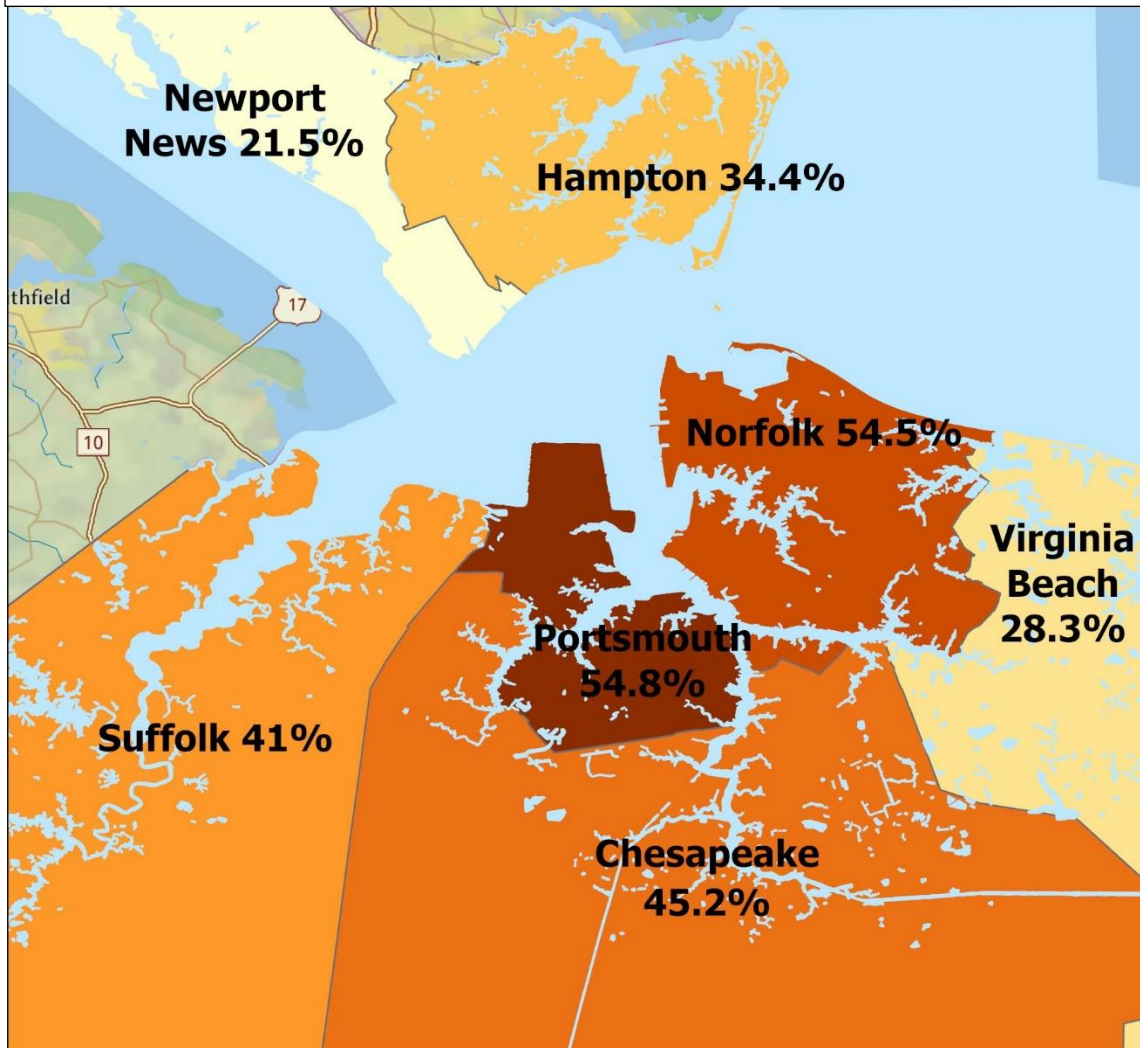 Newport
News 21.5%
Hampton 34.4%
thfield
17
10
Norfolk 54.5%
Virginia
Beach
28.3%
Portsmouth
54.8%
Suffolk 41%
Chesapeake
45.2%